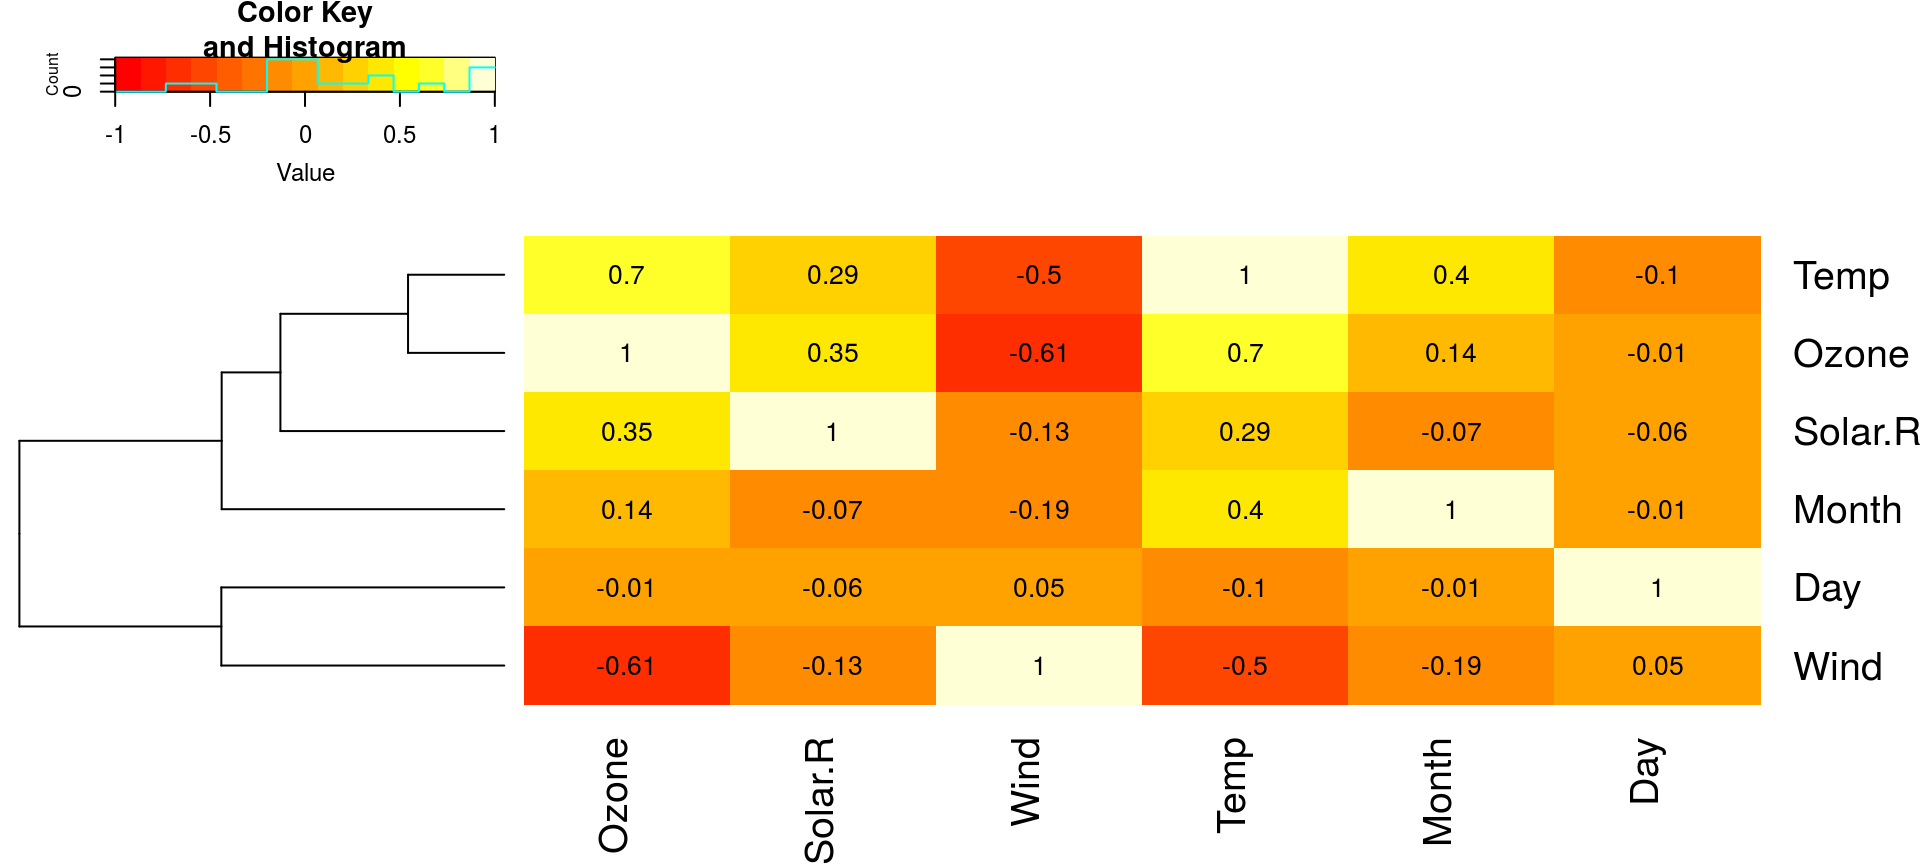 Color Key
and Histogram
Count
0
-1 -0.5 0 0.5 1
Value
0.7 0.29 -0.5 1 0.4 -0.1 Temp
1 0.35 -0.61 0.7 0.14 -0.01 Ozone
0.35 1 -0.13 0.29 -0.07 -0.06 Solar.R
0.14 -0.07 -0.19 0.4 1 -0.01 Month
-0.01 -0.06 0.05 -0.1 -0.01 1 Day
-0.61 -0.13 1 -0.5 -0.19 0.05 Wind
Ozone Solar.R Wind Temp Month Day